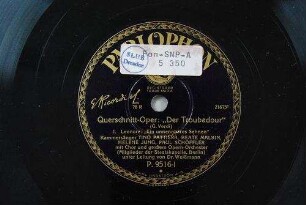 PARLOPHON
Ton-SNP-A
5 350
Querschnitt-Oper: „Der Troubadour"
(G. Verdi)
Kammersänger TINO PATTIERA, BEATE MALKIN,
HELENE JUNG, PAUL SCHÖFFLER
mit Chor und großem Opern-Orchester
(Mitglieder der Staatskapelle, Berlin)
unter Leitung von Dr. Weißmann
P. 9516-I